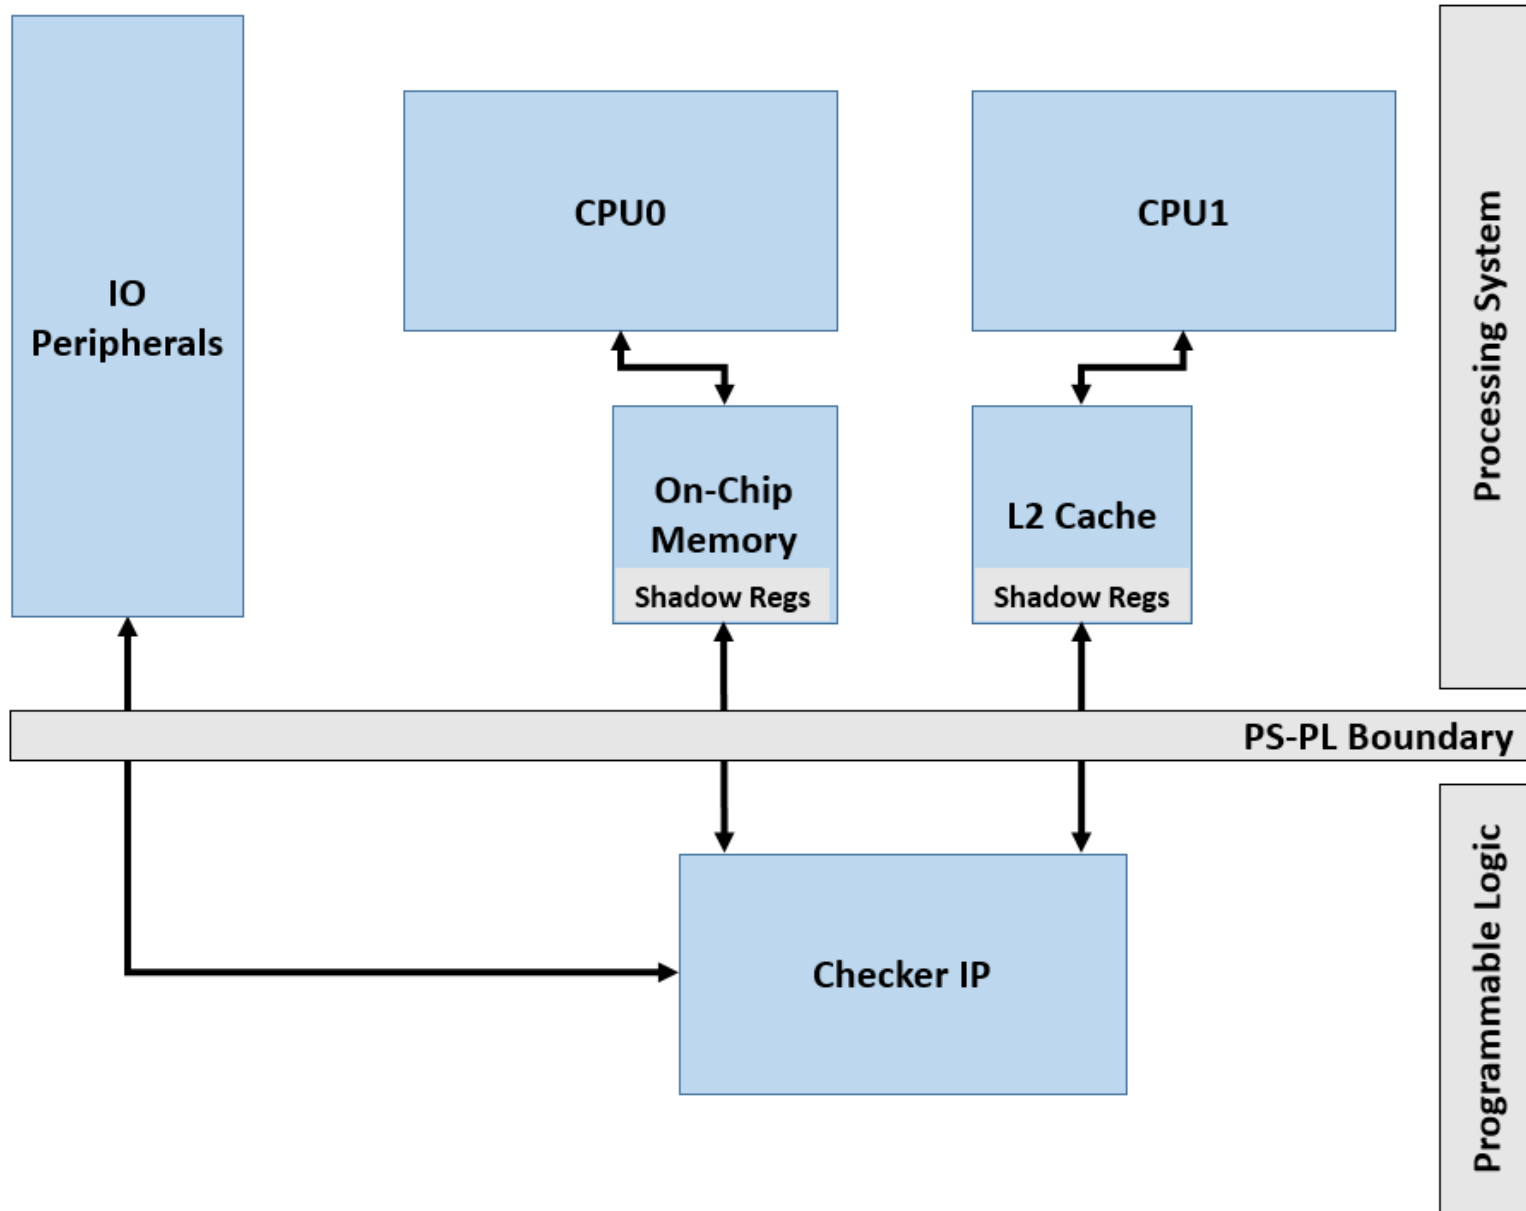 IO
Peripherals
CPU0
CPU1
On-Chip
Memory
Shadow Regs
L2 Cache
Shadow Regs
Processing System
PS-PL Boundary
Checker IP
Programmable Logic